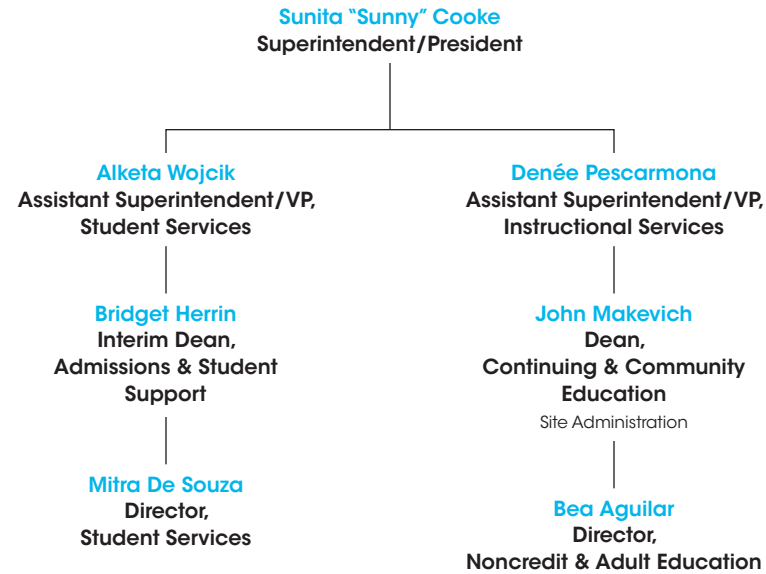 Sunita “Sunny” Cooke
Superintendent/President
Alketa Wojcik
Assistant Superintendent/VP,
Student Services
Denée Pescarmona
Assistant Superintendent/VP,
Instructional Services
Bridget Herrin
Interim Dean,
Admissions & Student
Support
John Makevich
Dean,
Continuing & Community
Education
Site Administration
Mitra De Souza
Director,
Student Services
Bea Aguilar
Director,
Noncredit & Adult Education